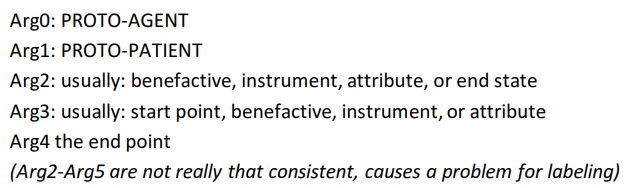 Arg0: PROTO-AGENT
Arg1: PROTO-PATIENT
Arg2: usually: benefactive, instrument, attribute, or end state
Arg3: usually: start point, benefactive, instrument, or attribute
Arg4 the end point
(Arg2-Arg5 are not really that consistent, causes a problem for labeling)